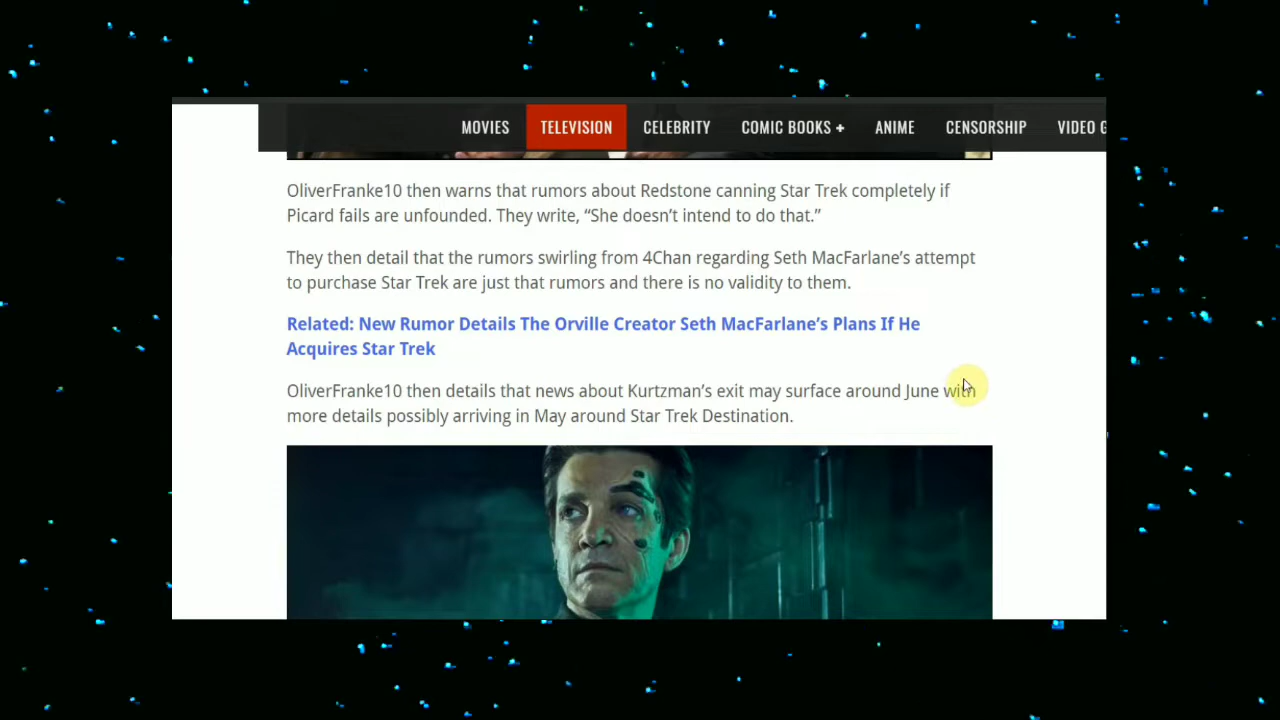 MOVIES TELEVISION CELEBRITY COMIC BOOKS + ANIME CENSORSHIP VIDEO G
OliverFranke10 then warns that rumors about Redstone canning Star Trek completely if
Picard fails are unfounded. They write, “She doesn’t intend to do that.”
They then detail that the rumors swirling from 4Chan regarding Seth MacFarlane’s attempt
to purchase Star Trek are just that rumors and there is no validity to them.
Related: New Rumor Details The Orville Creator Seth MacFarlane’s Plans If He
Acquires Star Trek
OliverFranke10 then details that news about Kurtzman’s exit may surface around June with
more details possibly arriving in May around Star Trek Destination.